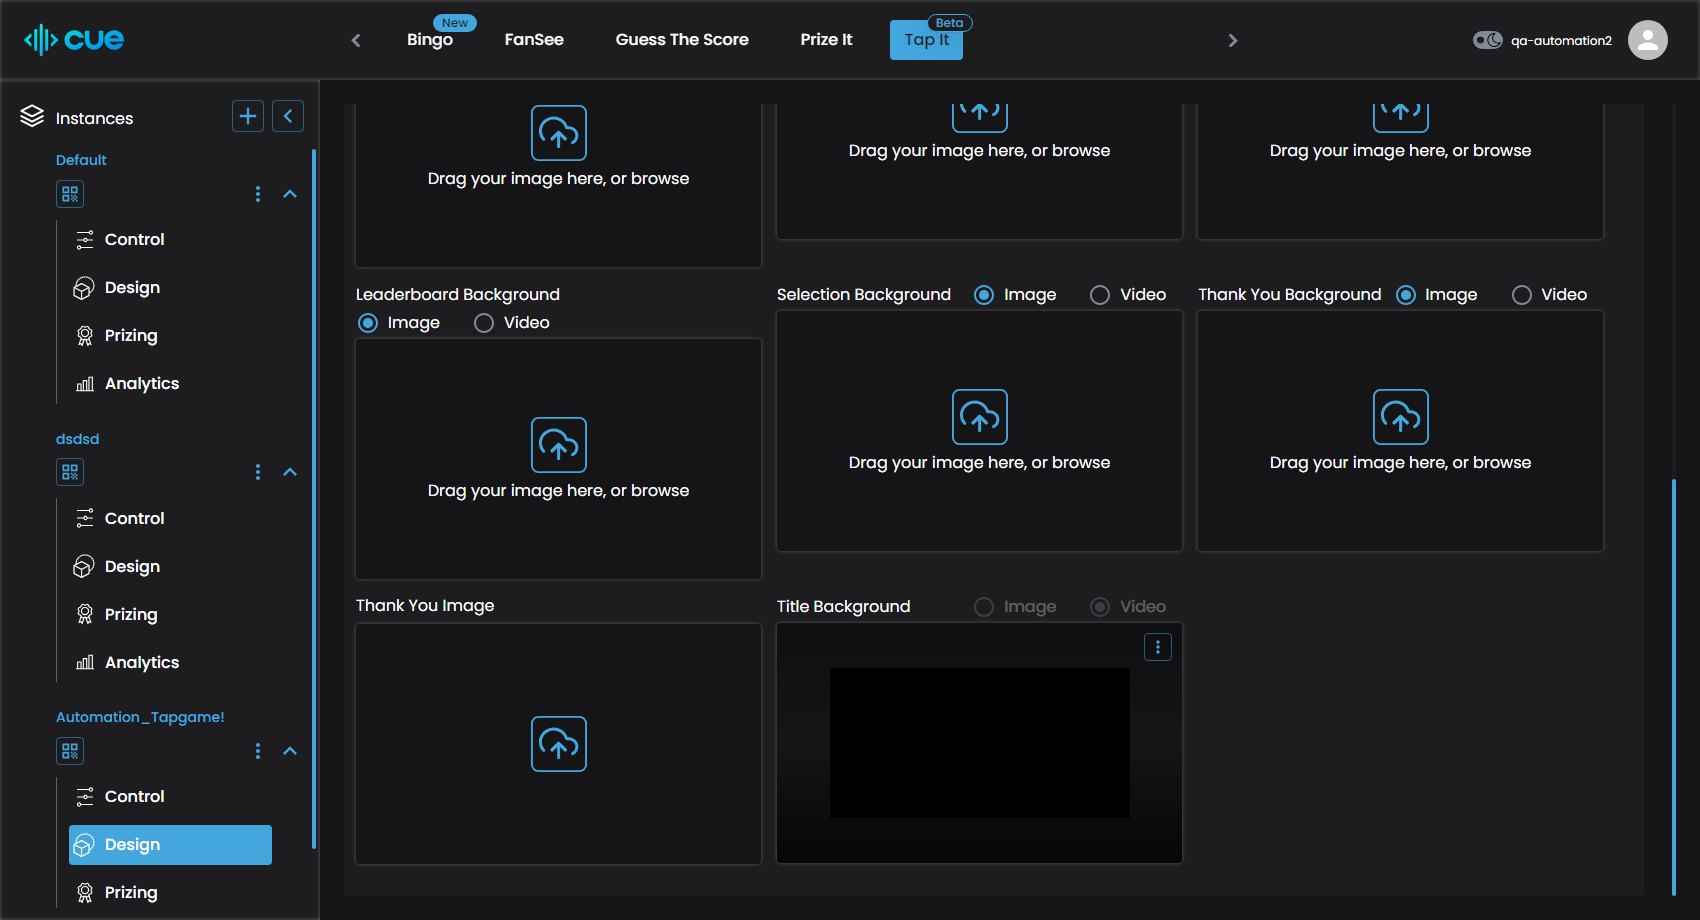 cue
New
Bingo
FanSee
Guess The Score
Prize It
Beta
Tap It
qa-automation2
Instances
Default
Control
Design
Prizing
Analytics
dsdsd
Control
Design
Prizing
Analytics
Automation_Tapgame!
Control
Design
Prizing
Drag your image here, or browse
Drag your image here, or browse
Drag your image here, or browse
Leaderboard Background
Image Video
Drag your image here, or browse
Selection Background Image Video
Drag your image here, or browse
Thank You Background Image Video
Drag your image here, or browse
Thank You Image
Title Background Image Video